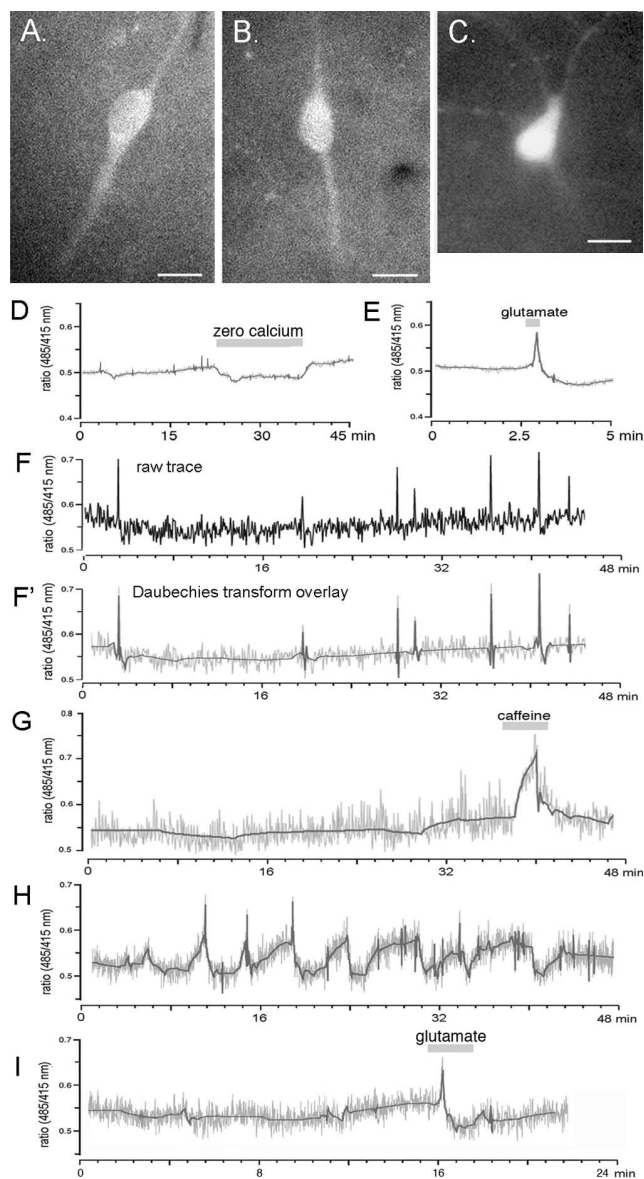 A. B. C.
D E
zero calcium glutamate
ratio (485/415 nm) 0.6 0.5 0.4
0 15 30 45 min
ratio (485/415 nm) 0.6 0.5 0.4
0 2.5 5 min
F raw trace
ratio (485/415 nm) 0.7 0.6 0.5
0 16 32 48 min
F' Daubechies transform overlay
ratio (485/415 nm) 0.7 0.6 0.5
0 16 32 48 min
G caffeine
ratio (485/415 nm) 0.8 0.7 0.6 0.5
0 16 32 48 min
H
ratio (485/415 nm) 0.7 0.6 0.5
0 16 32 48 min
I glutamate
ratio (485/415 nm) 0.7 0.6 0.5
0 8 16 24 min